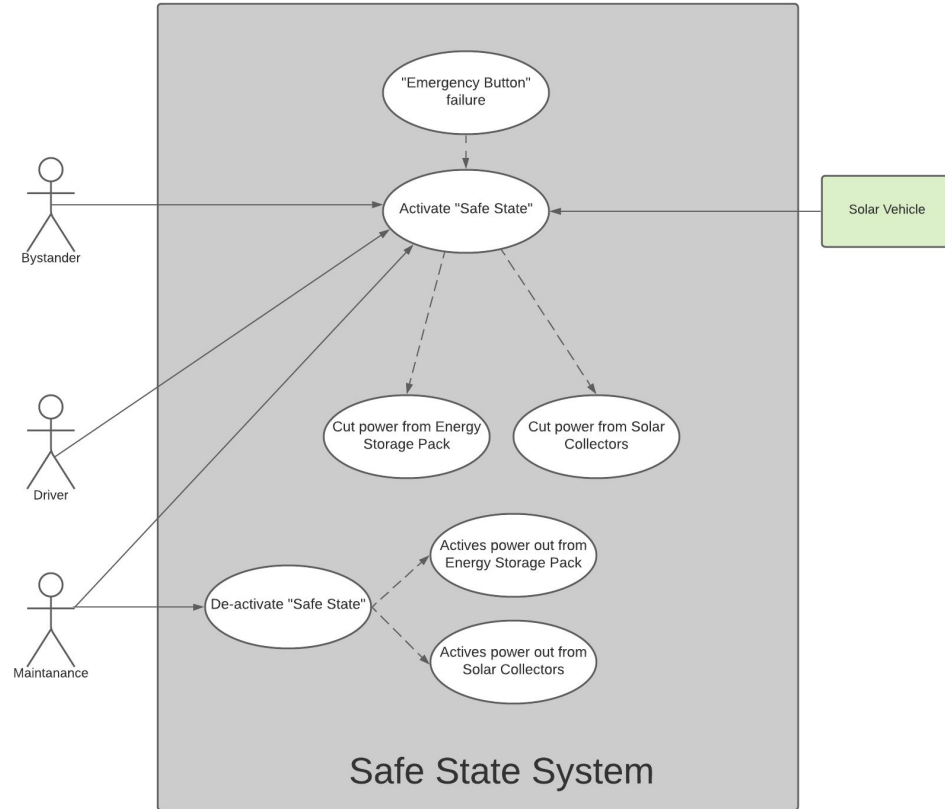 "Emergency Button"
failure
Activate "Safe State"
Solar Vehicle
Bystander
Cut power from Energy
Storage Pack
Cut power from Solar
Collectors
Driver
Actives power out from
Energy Storage Pack
De-activate "Safe State"
Actives power out from
Solar Collectors
Maintanance
Safe State System